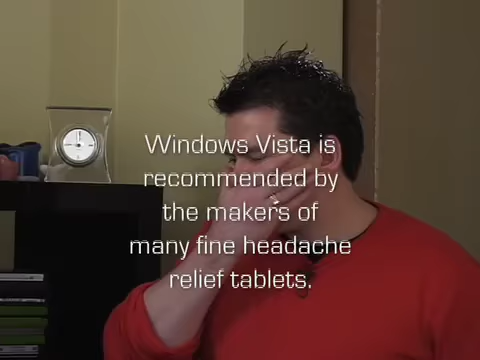 Windows Vista is
recommended by
the makers of
many fine headache
relief tablets.